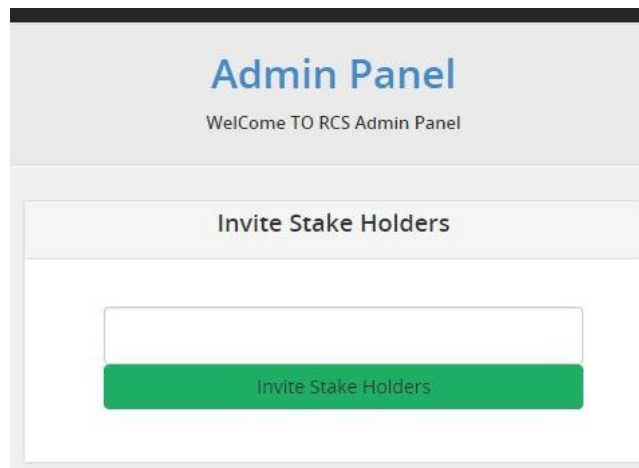 Admin Panel
WelCome TO RCS Admin Panel
Invite Stake Holders
Invite Stake Holders